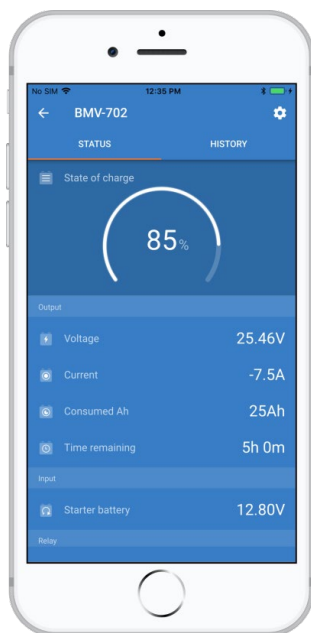 No SIM 12:35 PM
BMV-702
STATUS HISTORY
State of charge
85%
Output
Voltage 25.46V
Current -7.5A
Consumed Ah 25Ah
Time remaining 5h 0m
Input
Starter battery 12.80V
Relay